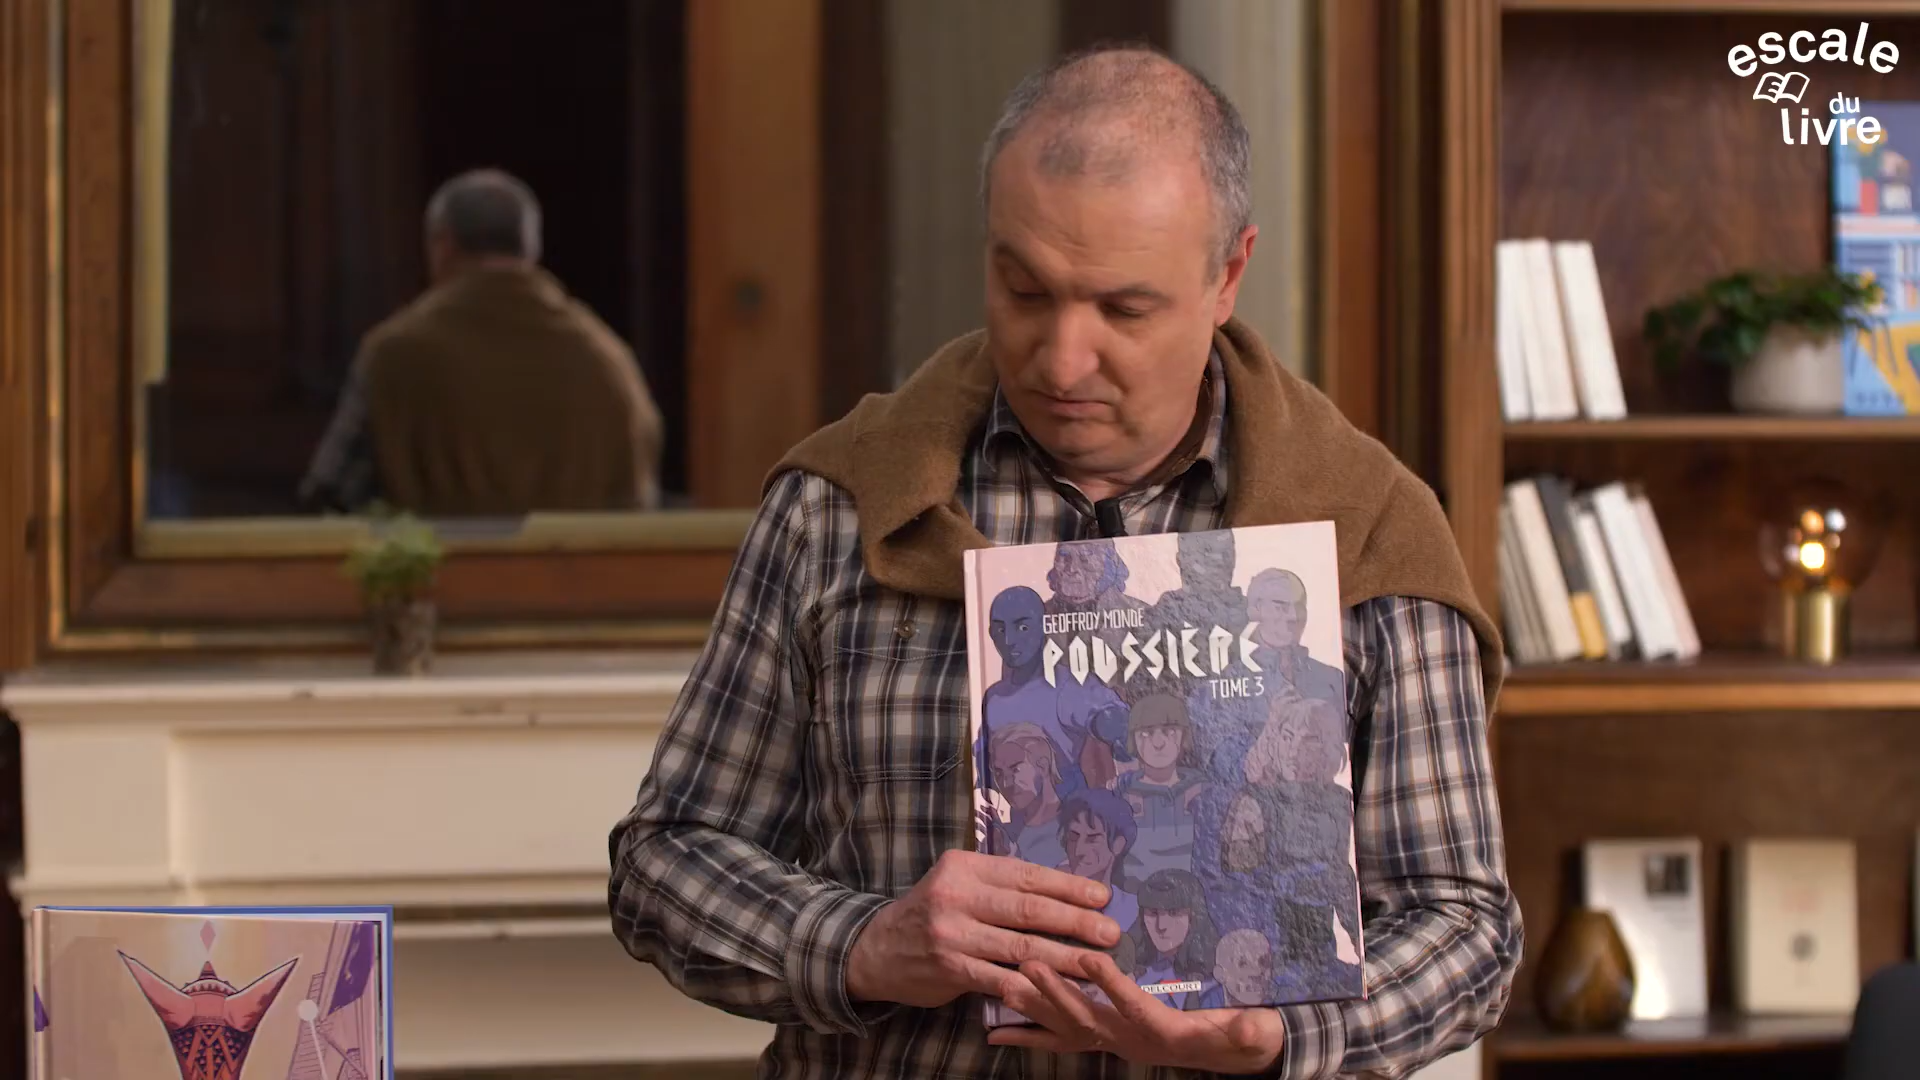 escale
du
livre
GEOFFROY MONDE
POUSSIÈRE
TOME 3
DELCOURT